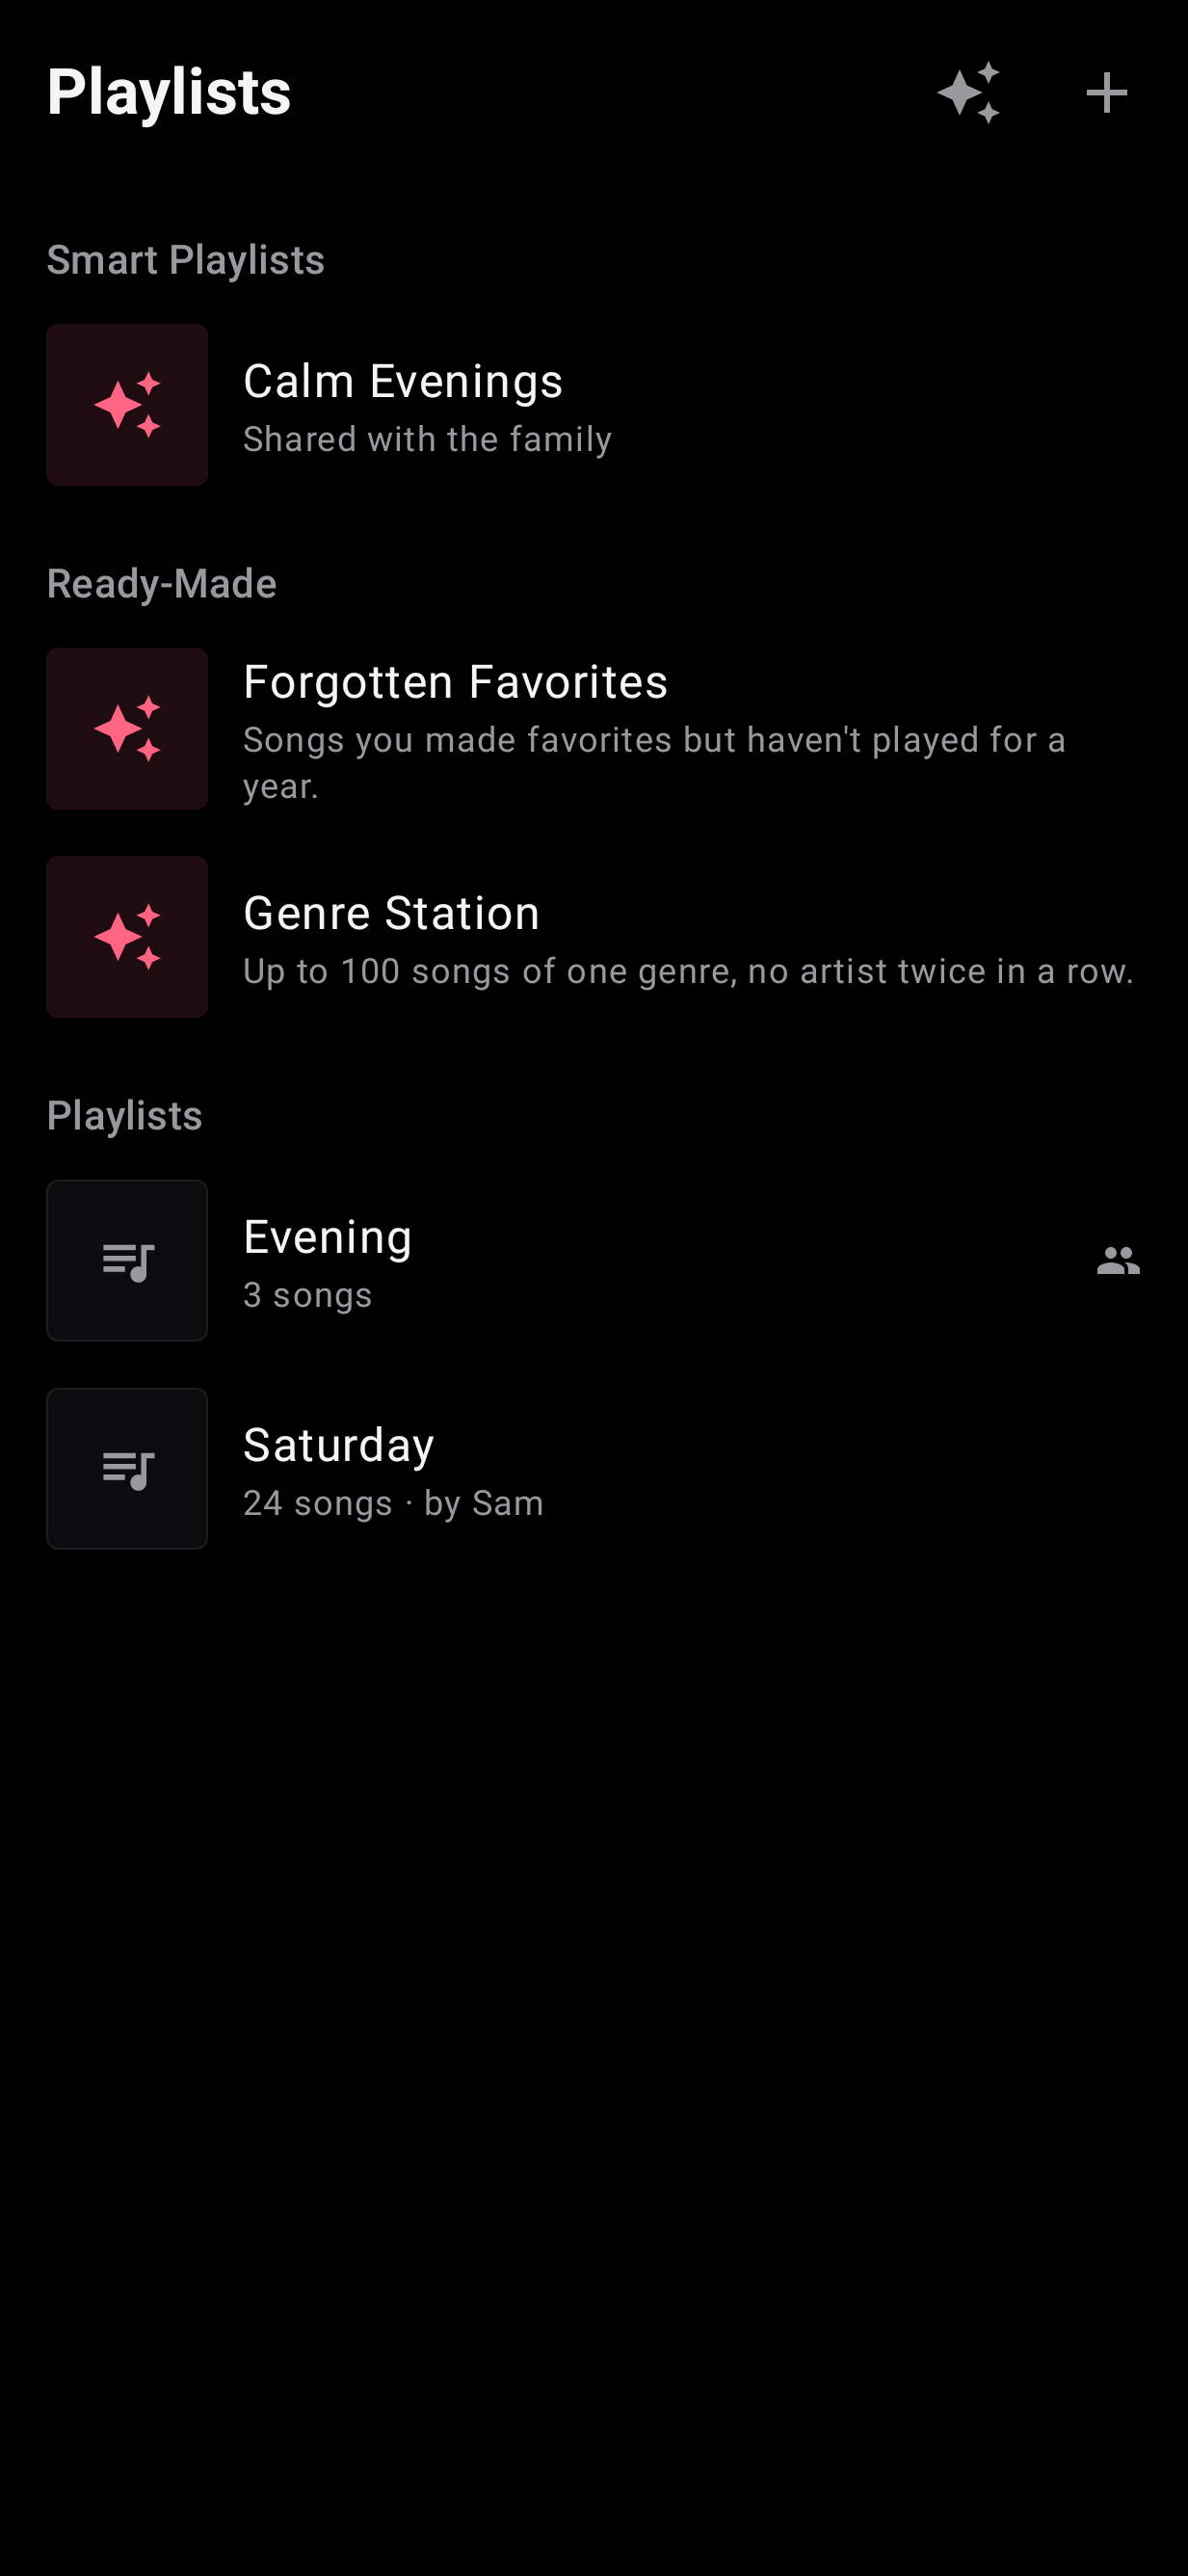 Playlists
Smart Playlists
Calm Evenings
Shared with the family
Ready-Made
Forgotten Favorites
Songs you made favorites but haven't played for a
year.
Genre Station
Up to 100 songs of one genre, no artist twice in a row.
Playlists
Evening
3 songs
Saturday
24 songs · by Sam